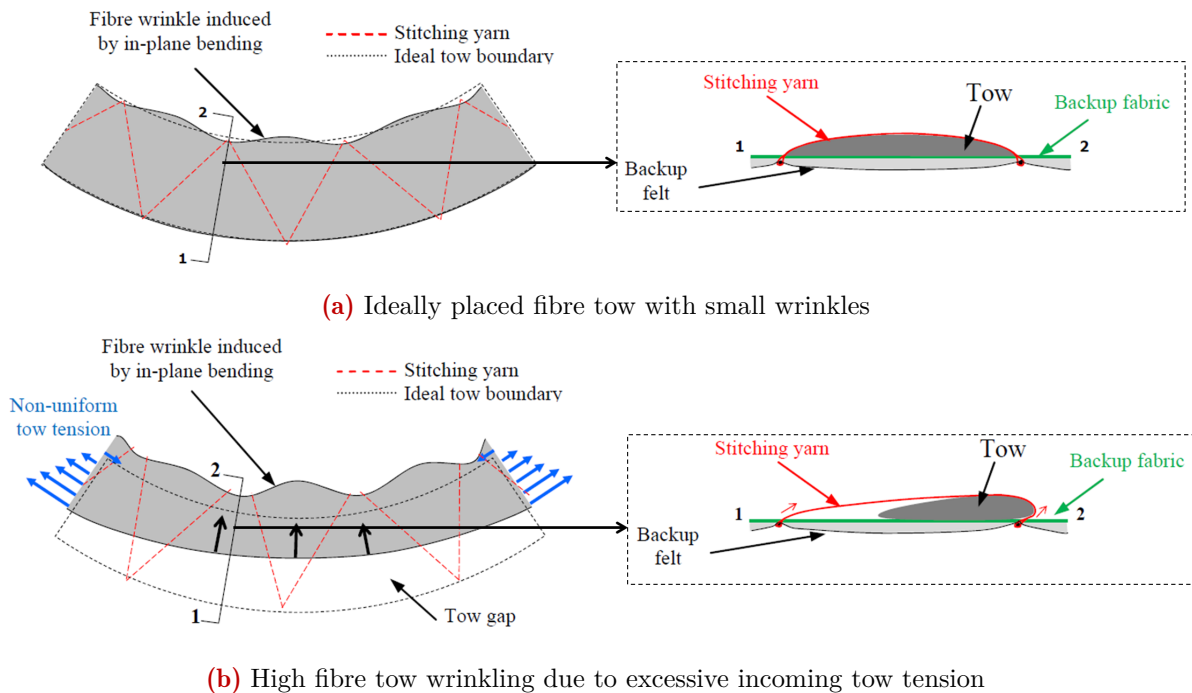 Fibre wrinkle induced
by in-plane bending
Stitching yarn
Ideal tow boundary
2
1
Stitching yarn
Tow
Backup fabric
1
2
Backup
felt
(a) Ideally placed fibre tow with small wrinkles
Fibre wrinkle induced
by in-plane bending
Stitching yarn
Ideal tow boundary
Non-uniform
tow tension
2
1
Tow gap
Stitching yarn
Tow
Backup fabric
1
2
Backup
felt
(b) High fibre tow wrinkling due to excessive incoming tow tension